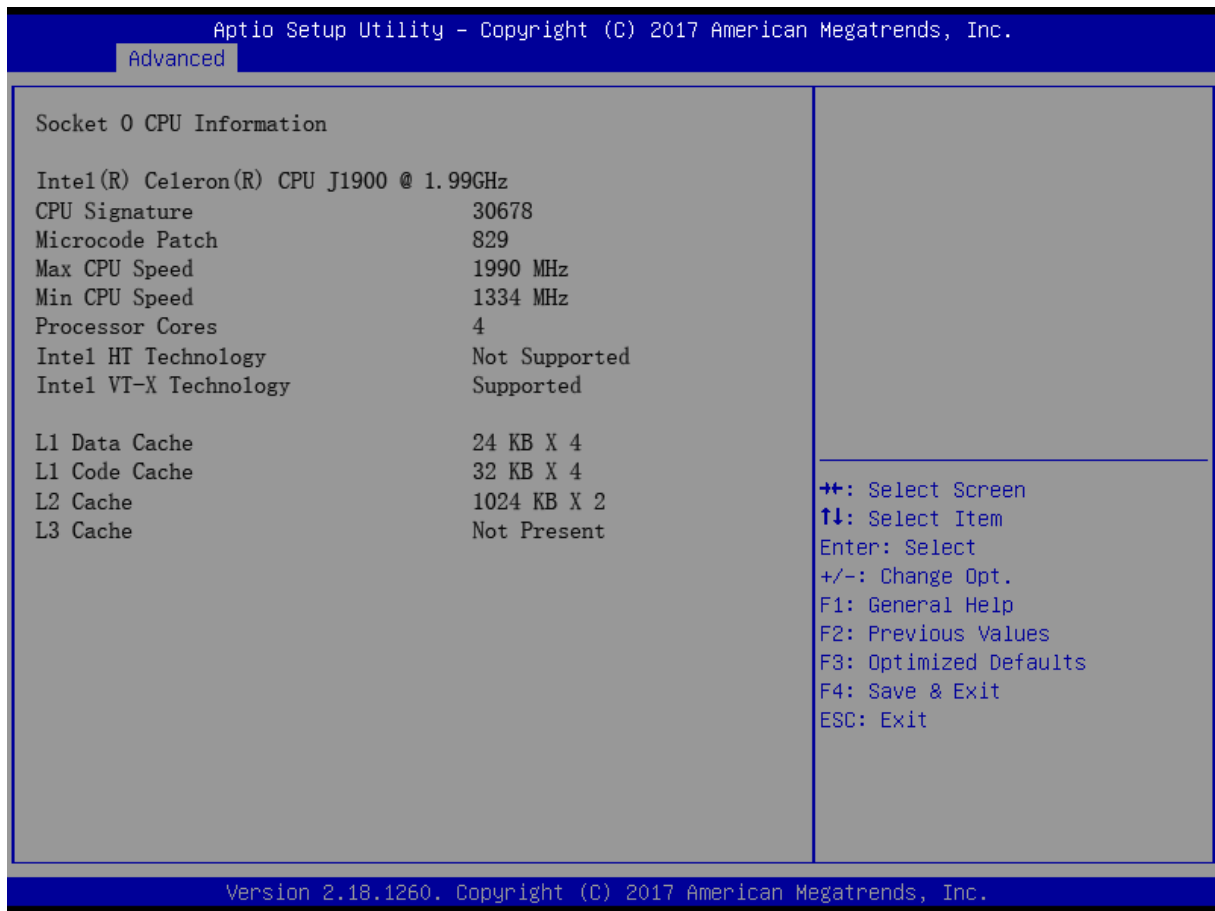 Aptio Setup Utility – Copyright (C) 2017 American Megatrends, Inc.
Advanced
Socket 0 CPU Information
Intel(R) Celeron(R) CPU J1900 @ 1.99GHz
CPU Signature 30678
Microcode Patch 829
Max CPU Speed 1990 MHz
Min CPU Speed 1334 MHz
Processor Cores 4
Intel HT Technology Not Supported
Intel VT-X Technology Supported
L1 Data Cache 24 KB X 4
L1 Code Cache 32 KB X 4
L2 Cache 1024 KB X 2
L3 Cache Not Present
→←: Select Screen
↑↓: Select Item
Enter: Select
+/-: Change Opt.
F1: General Help
F2: Previous Values
F3: Optimized Defaults
F4: Save & Exit
ESC: Exit
Version 2.18.1260. Copyright (C) 2017 American Megatrends, Inc.